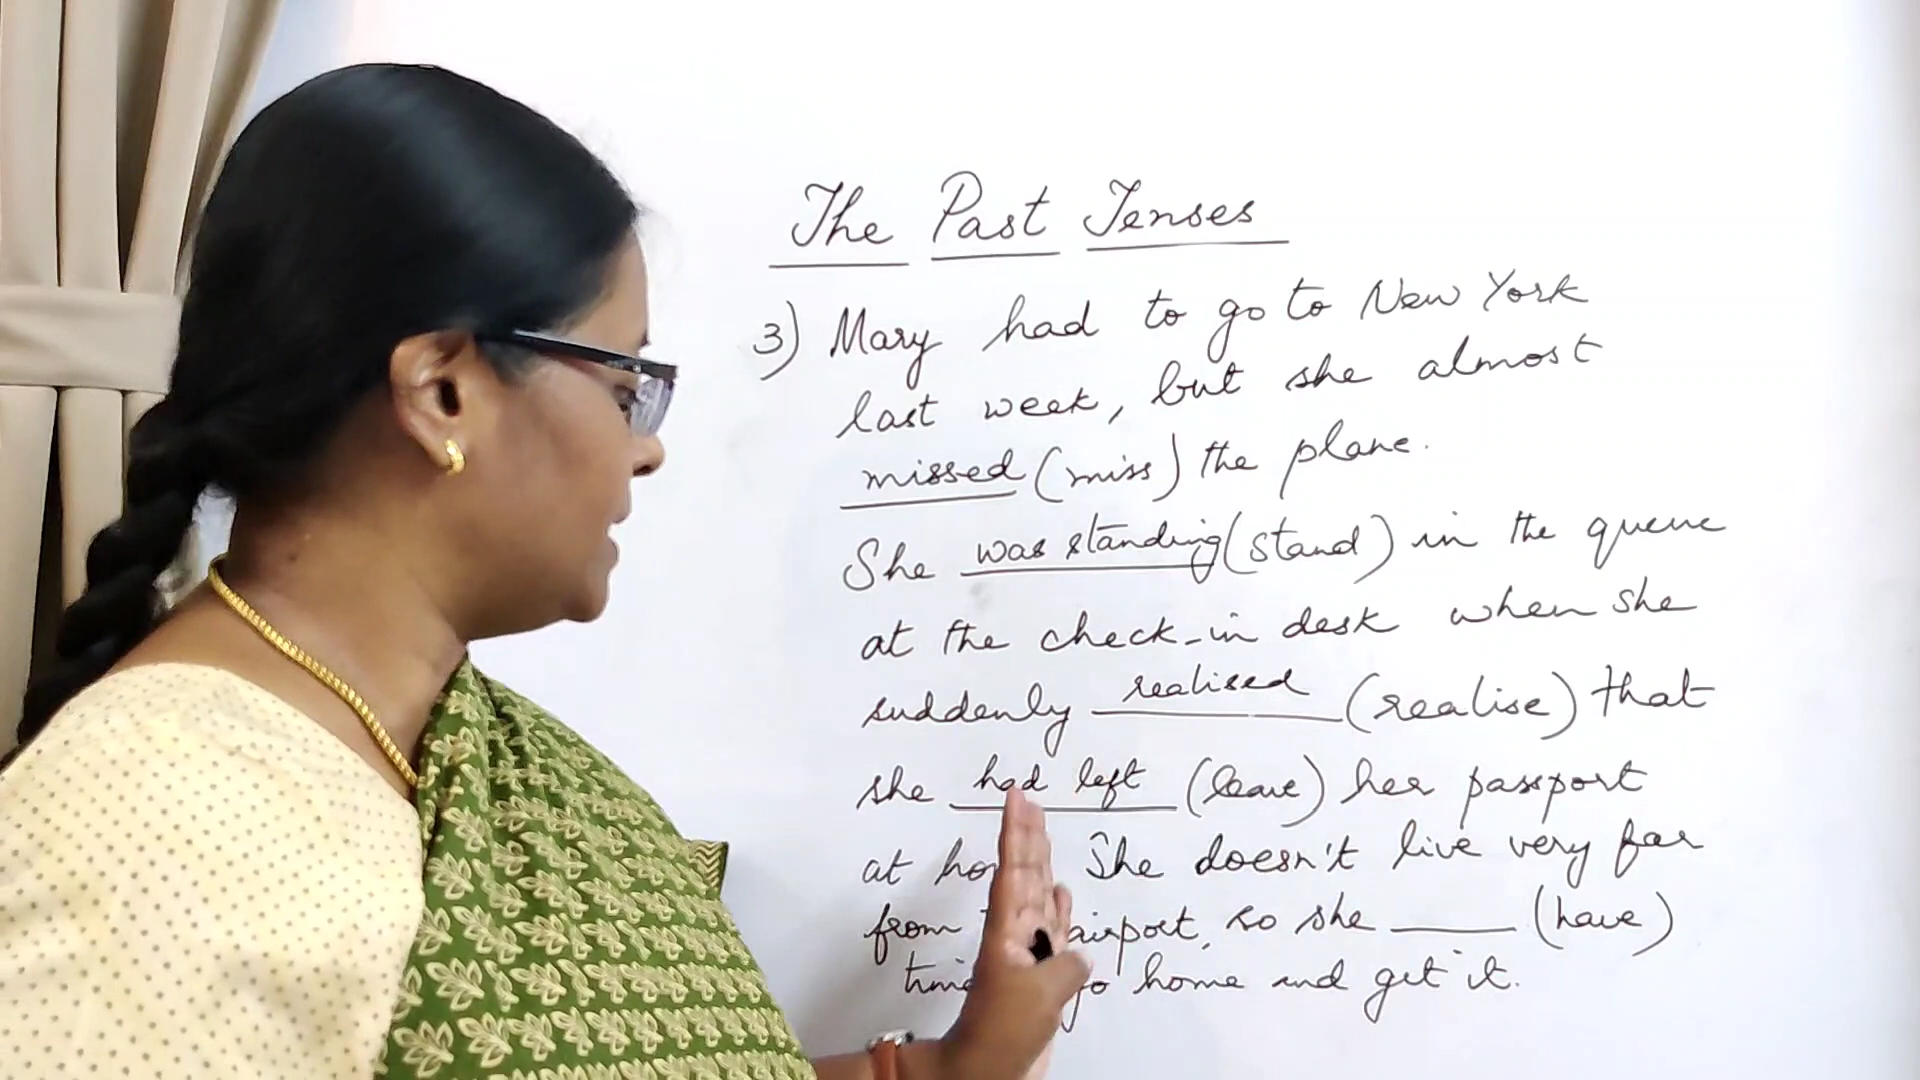 The Past Tenses
3) Mary had to go to New York
last week, but she almost
missed (miss) the plane.
She was standing (stand) in the queue
at the check-in desk when she
suddenly realised (realise) that
she had left (leave) her passport
at She doesn't live very far
from airport, so she ____ (have)
go home and get it.